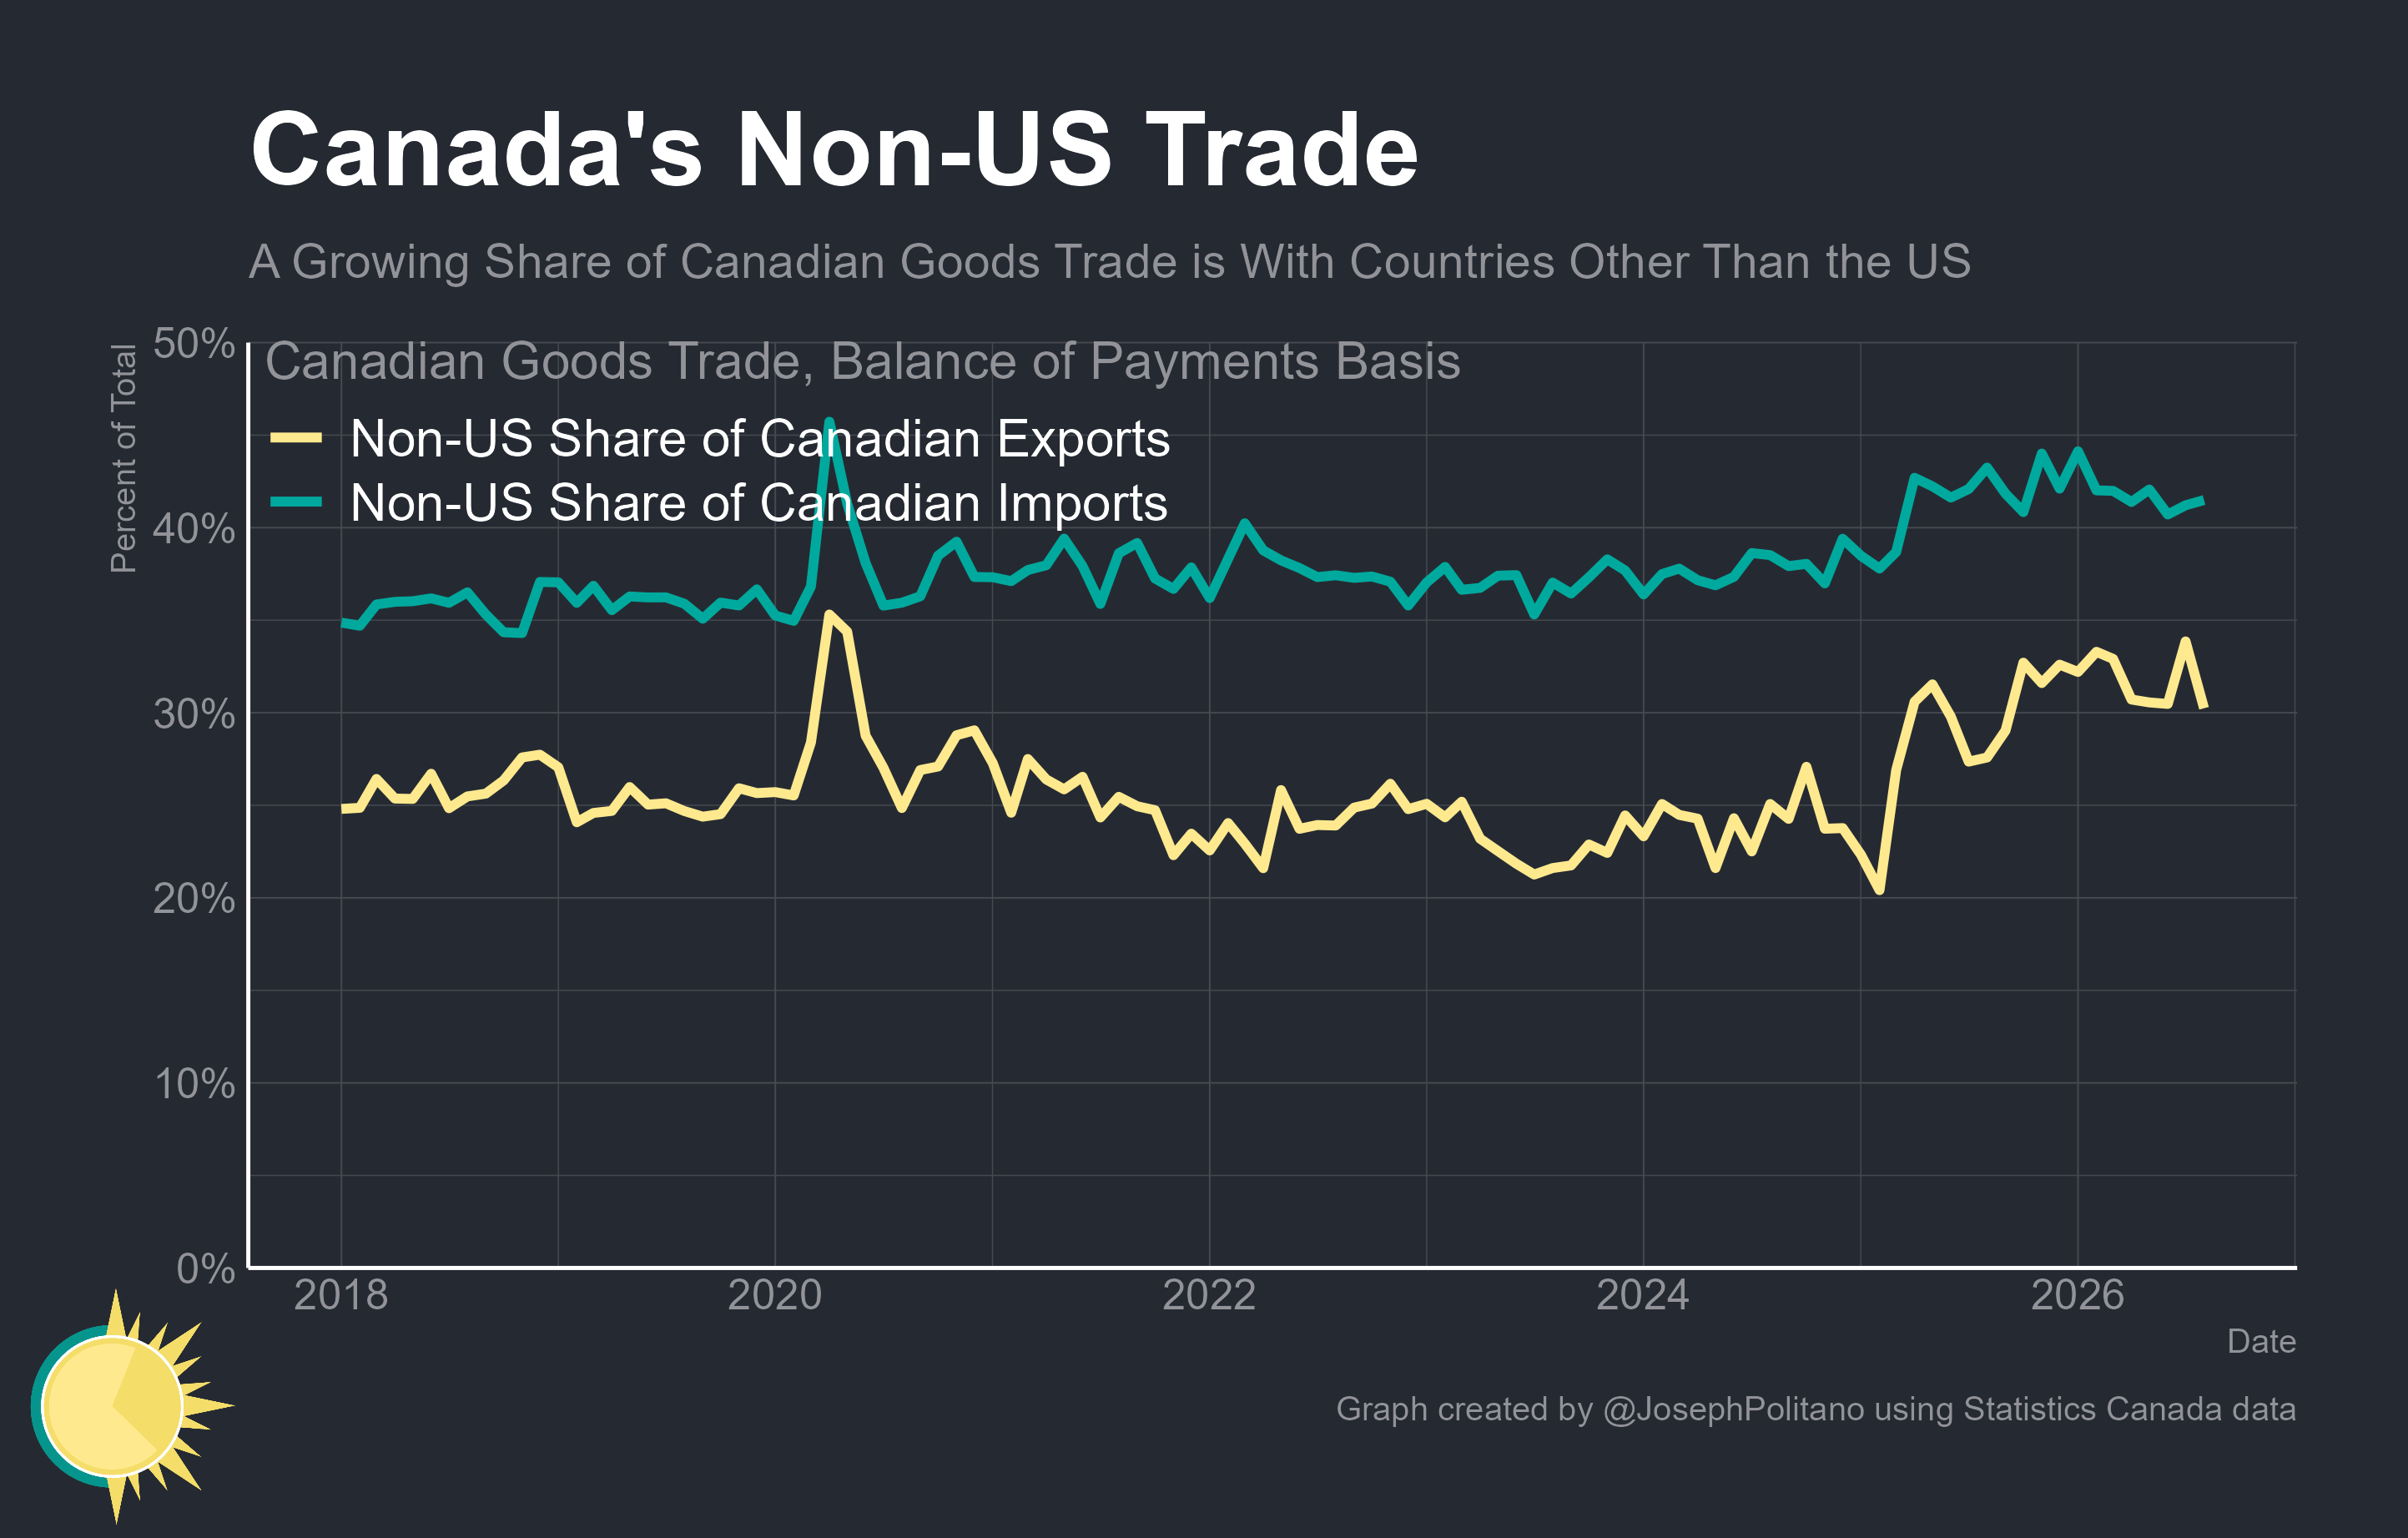 Canada's Non-US Trade
A Growing Share of Canadian Goods Trade is With Countries Other Than the US
Percent of Total
50%
Canadian Goods Trade, Balance of Payments Basis
Non-US Share of Canadian Exports
Non-US Share of Canadian Imports
40%
30%
20%
10%
0%
2018 2020 2022 2024 2026
Date
Graph created by @JosephPolitano using Statistics Canada data